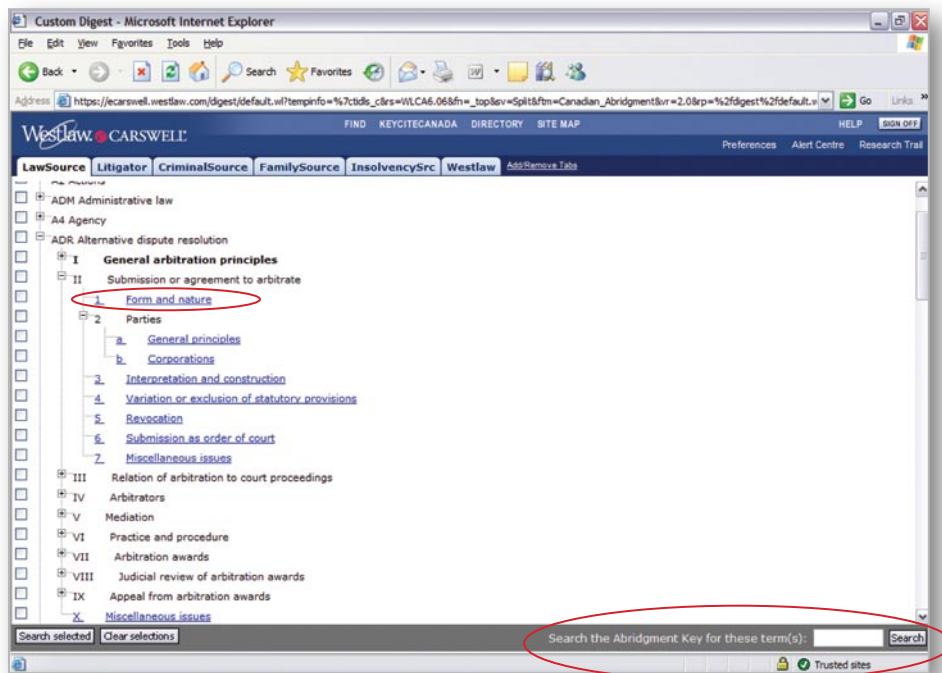 Custom Digest - Microsoft Internet Explorer
File Edit View Favorites Tools Help
Back Search Favorites
Address https://ecarswell.westlaw.com/digest/default.wl?tempinfo=%7ctidls_c&rs=WLCA6.06&fn=_top&sv=Split&ftm=Canadian_Abridgment&vr=2.0&rp=%2fdigest%2fdefault.w Go Links »
Westlaw. CARSWELL FIND KEYCITECANADA DIRECTORY SITE MAP HELP SIGN OFF
Preferences Alert Centre Research Trail
LawSource Litigator CriminalSource FamilySource InsolvencySrc Westlaw Add/Remove Tabs
A2 Actions
ADM Administrative law
A4 Agency
ADR Alternative dispute resolution
I General arbitration principles
II Submission or agreement to arbitrate
1 Form and nature
2 Parties
a General principles
b Corporations
3 Interpretation and construction
4 Variation or exclusion of statutory provisions
5 Revocation
6 Submission as order of court
7 Miscellaneous issues
III Relation of arbitration to court proceedings
IV Arbitrators
V Mediation
VI Practice and procedure
VII Arbitration awards
VIII Judicial review of arbitration awards
IX Appeal from arbitration awards
X Miscellaneous issues
Search selected Clear selections Search the Abridgment Key for these term(s): Search
Trusted sites